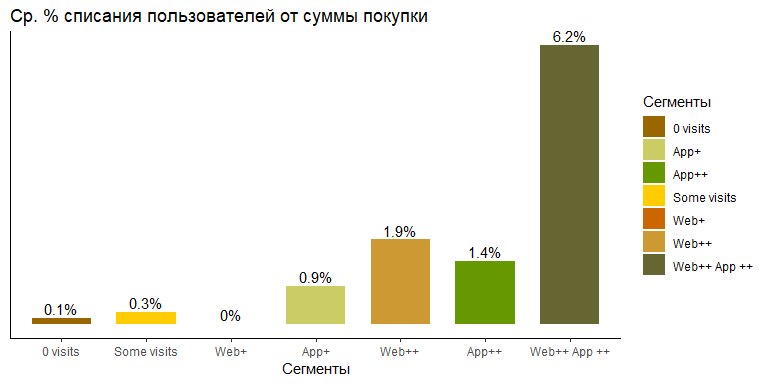 Ср. % списания пользователей от суммы покупки
6.2%
1.9%
1.4%
0.9%
0.3%
0.1%
0%
0 visits
Some visits
Web+
App+
Web++
App++
Web++ App ++
Сегменты
Сегменты
0 visits
App+
App++
Some visits
Web+
Web++
Web++ App ++